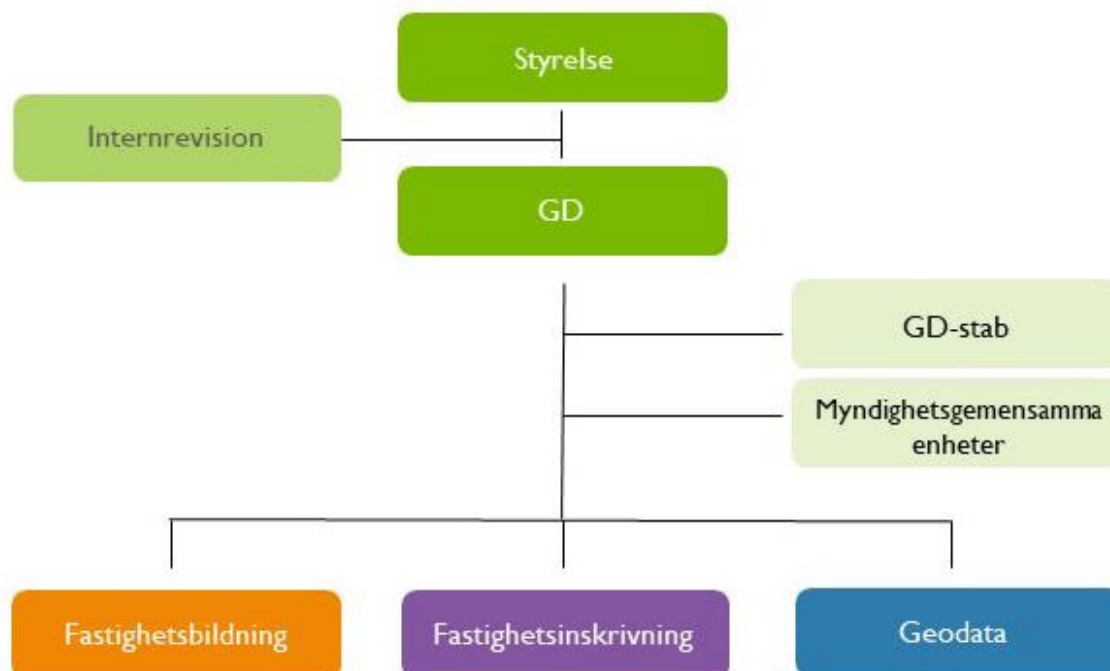 Styrelse
Internrevision
GD
GD-stab
Myndighetsgemensamma
enheter
Fastighetsbildning
Fastighetsinskrivning
Geodata